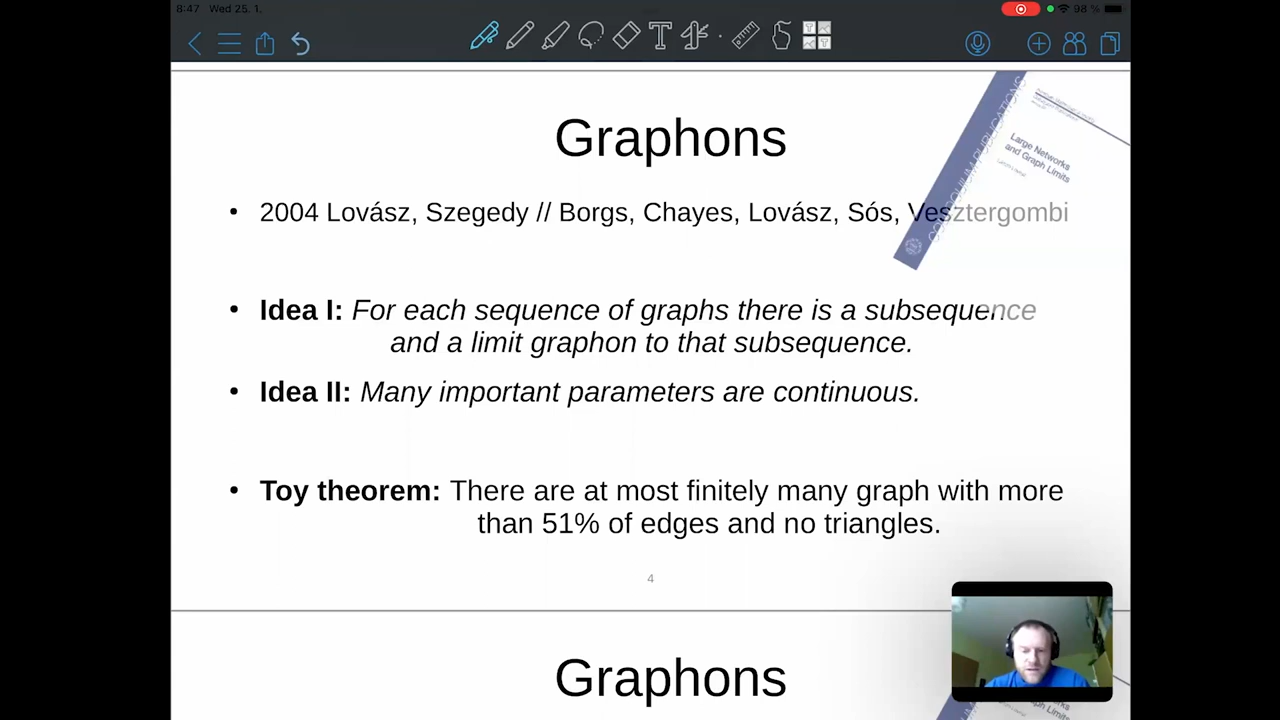 8:47 Wed 25. 1.
98 %
Graphons
COLLOQUIUM PUBLICATIONS
Large Networks
and Graph Limits
• 2004 Lovász, Szegedy // Borgs, Chayes, Lovász, Sós, Vesztergombi
• Idea I: For each sequence of graphs there is a subsequence
and a limit graphon to that subsequence.
• Idea II: Many important parameters are continuous.
• Toy theorem: There are at most finitely many graph with more
than 51% of edges and no triangles.
4
Graphons